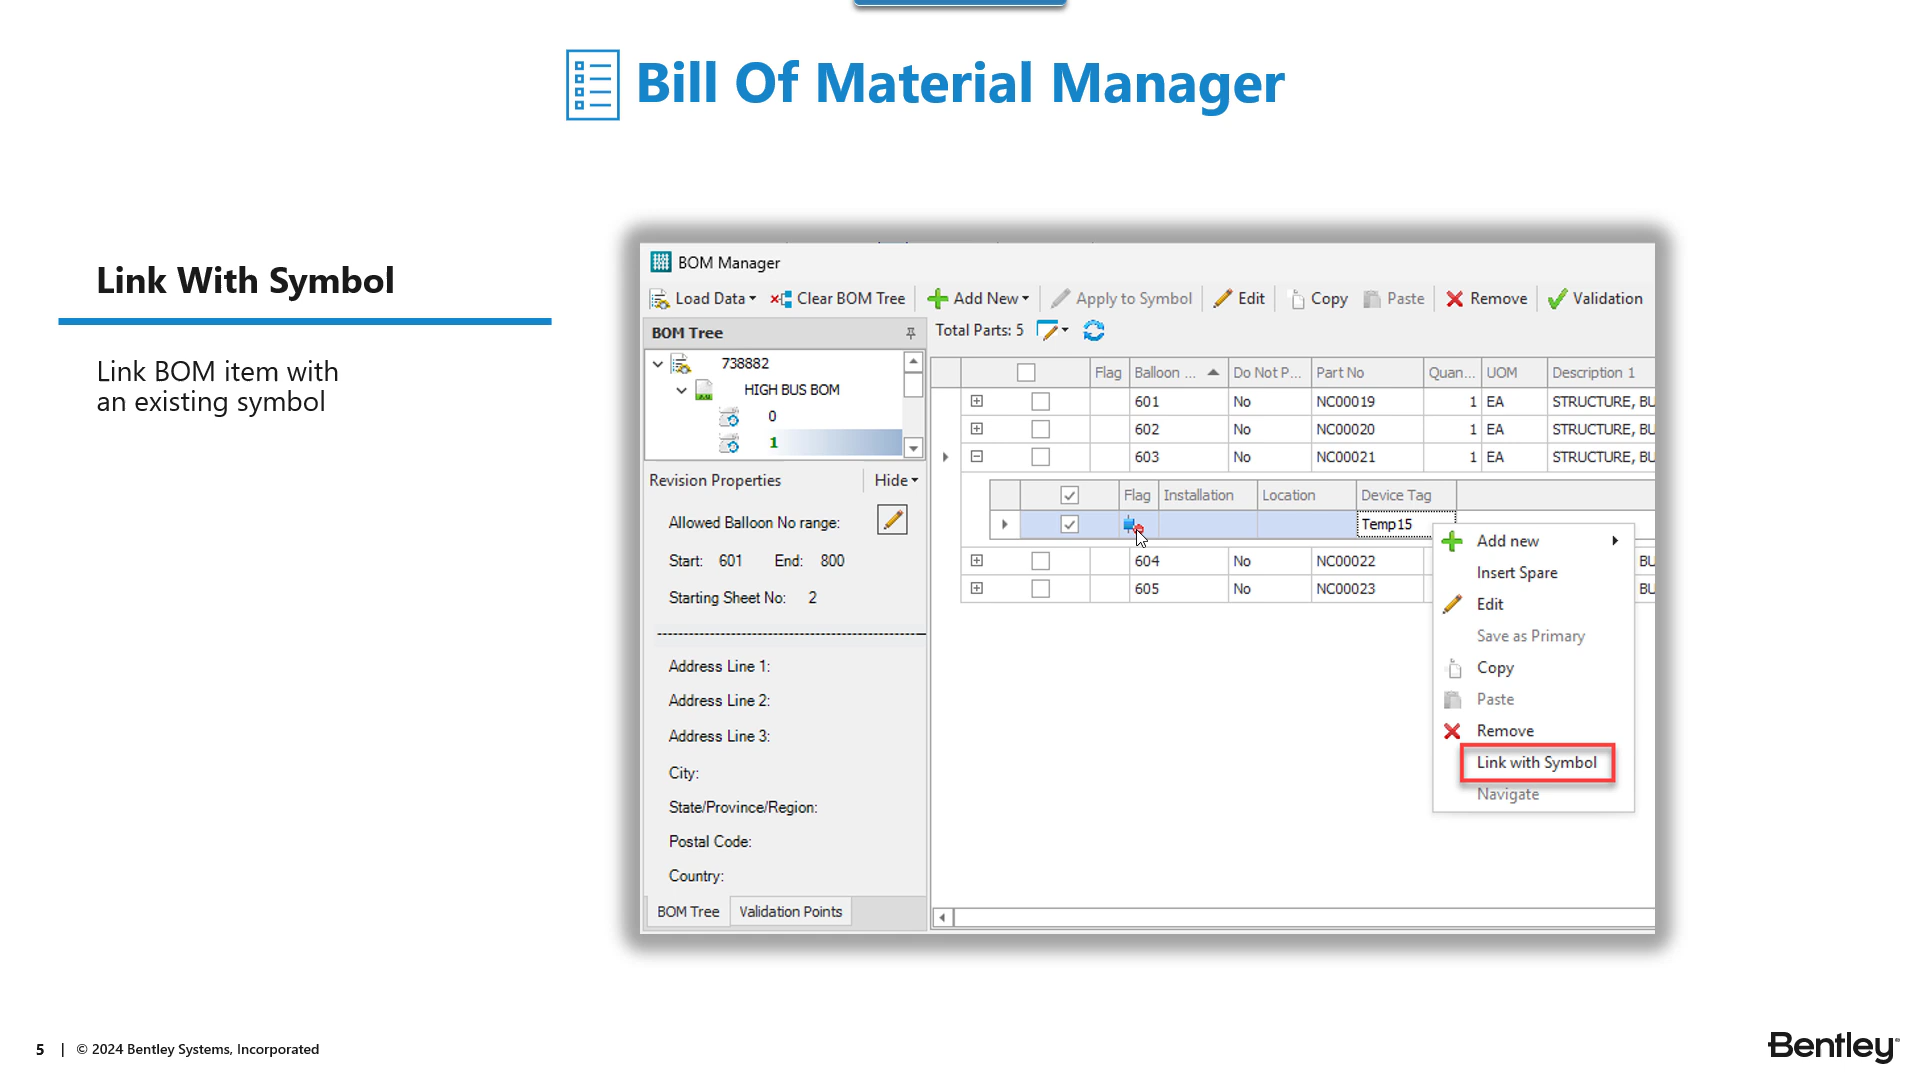 Bill Of Material Manager
Link With Symbol
Link BOM item with
an existing symbol
BOM Manager
Load Data Clear BOM Tree Add New Apply to Symbol Edit Copy Paste Remove Validation
BOM Tree
Total Parts: 5
738882
HIGH BUS BOM
0
1
Revision Properties Hide
Allowed Balloon No range:
Start: 601 End: 800
Starting Sheet No: 2
Address Line 1:
Address Line 2:
Address Line 3:
City:
State/Province/Region:
Postal Code:
Country:
BOM Tree Validation Points
Flag Balloon ... Do Not P... Part No Quan... UOM Description 1
601 No NC00019 1 EA STRUCTURE, BU
602 No NC00020 1 EA STRUCTURE, BU
603 No NC00021 1 EA STRUCTURE, BU
Flag Installation Location Device Tag
Temp15
604 No NC00022 BU
605 No NC00023 BU
Add new
Insert Spare
Edit
Save as Primary
Copy
Paste
Remove
Link with Symbol
Navigate
5 | © 2024 Bentley Systems, Incorporated
Bentley